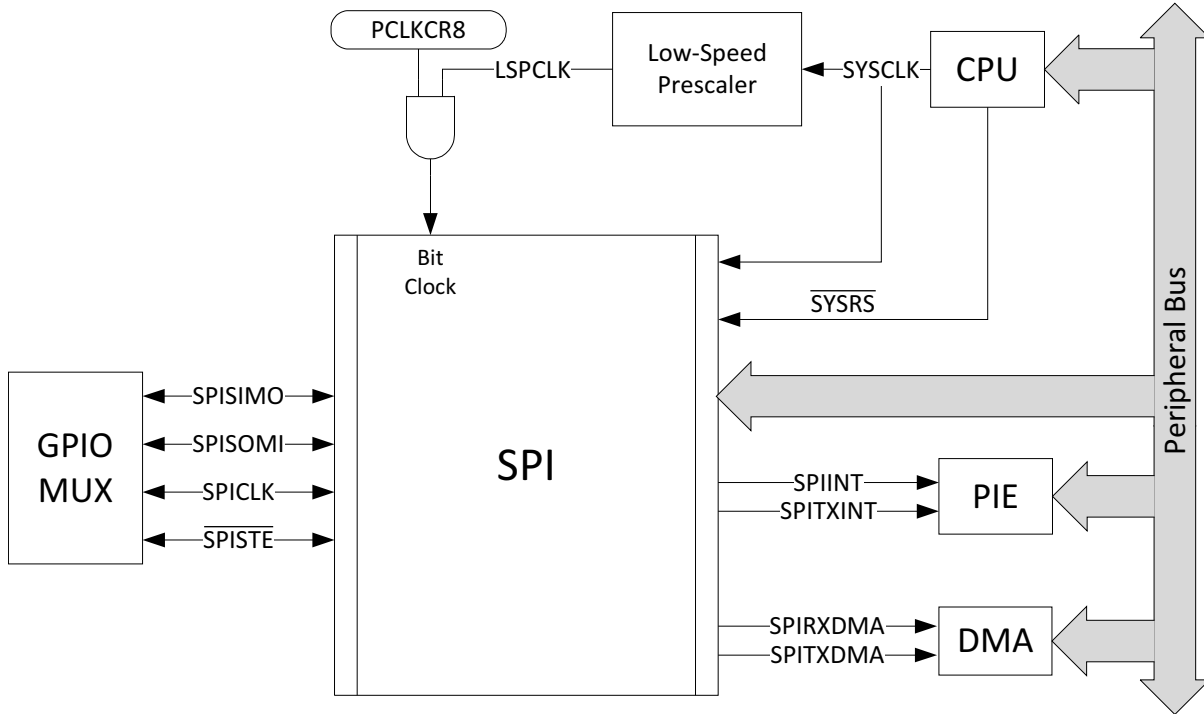 PCLKCR8
LSPCLK
Low-Speed
Prescaler
SYSCLK
CPU
Bit
Clock
SYSRS
Peripheral Bus
GPIO
MUX
SPISIMO
SPISOMI
SPICLK
SPISTE
SPI
SPIINT
SPITXINT
PIE
SPIRXDMA
SPITXDMA
DMA